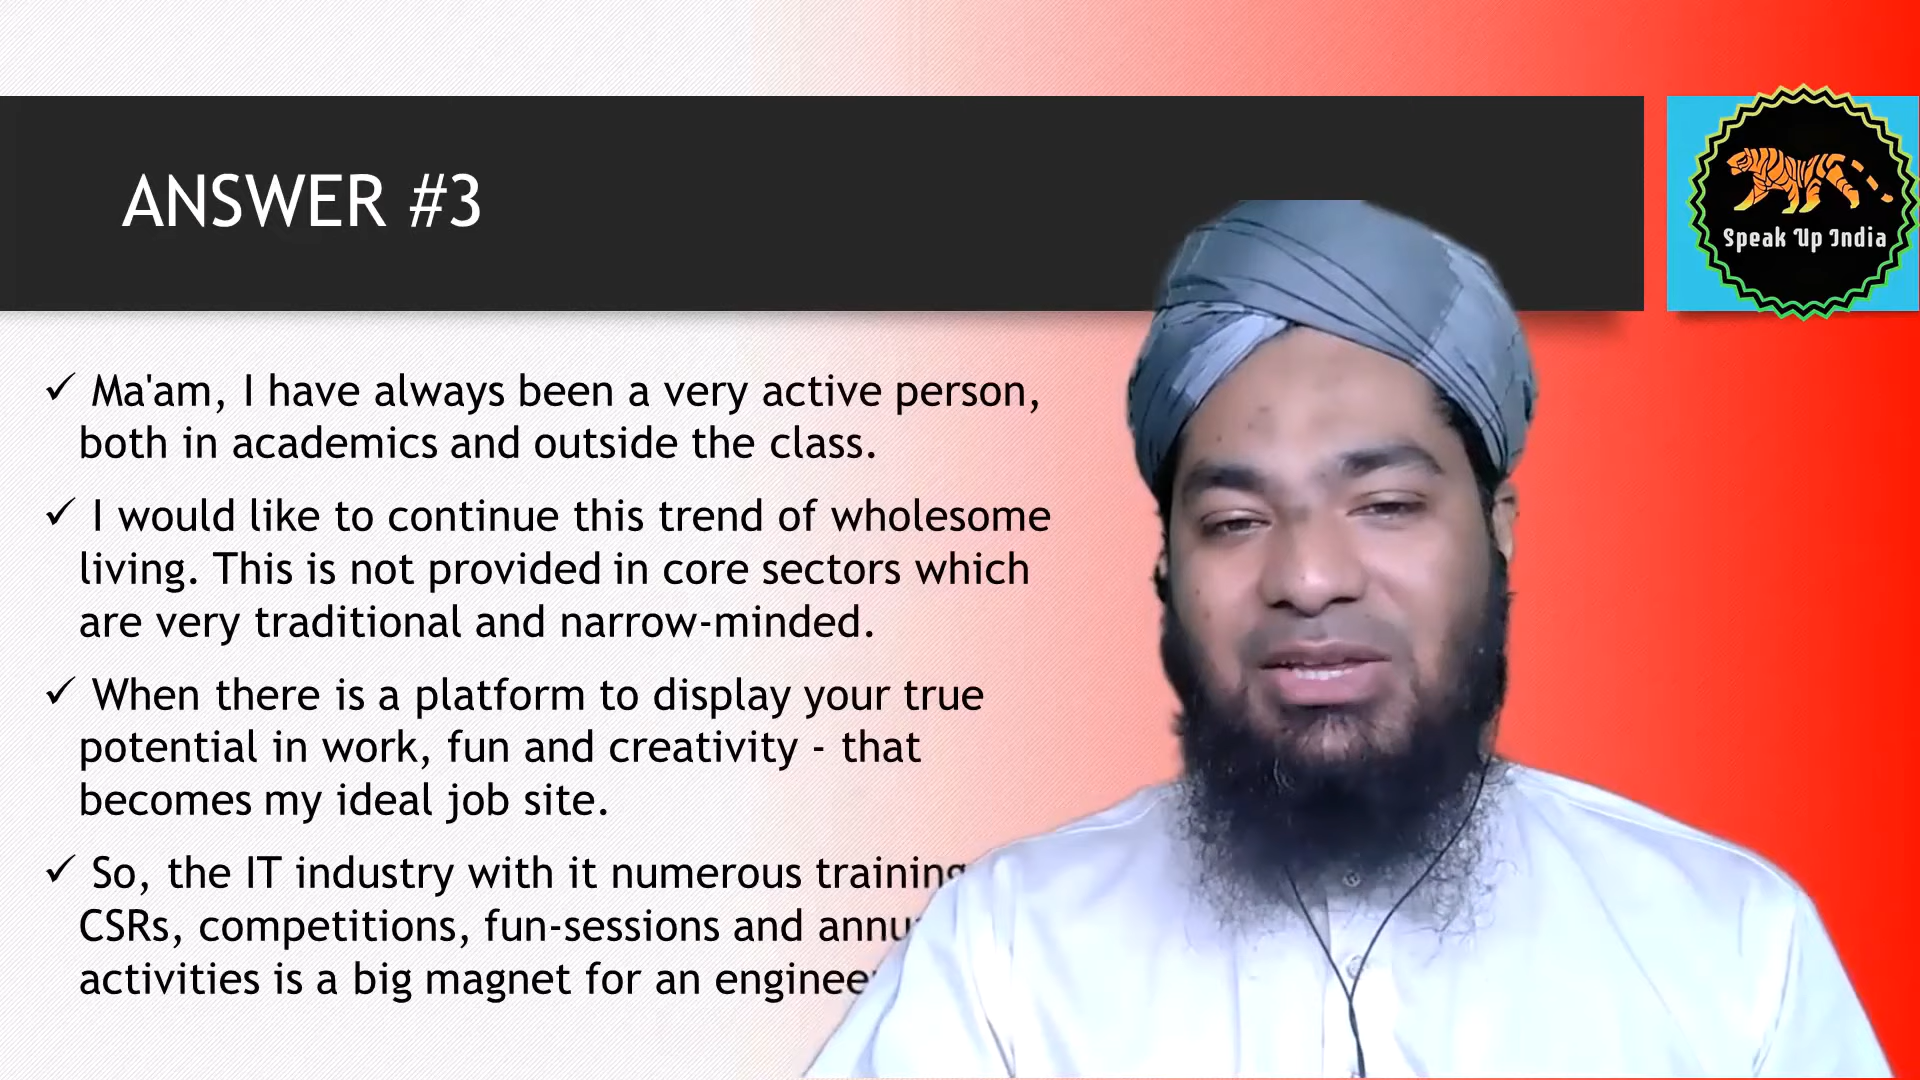 ANSWER #3
Speak Up India
✓ Ma'am, I have always been a very active person,
both in academics and outside the class.
✓ I would like to continue this trend of wholesome
living. This is not provided in core sectors which
are very traditional and narrow-minded.
✓ When there is a platform to display your true
potential in work, fun and creativity - that
becomes my ideal job site.
✓ So, the IT industry with it numerous training
CSRs, competitions, fun-sessions and
activities is a big magnet for an